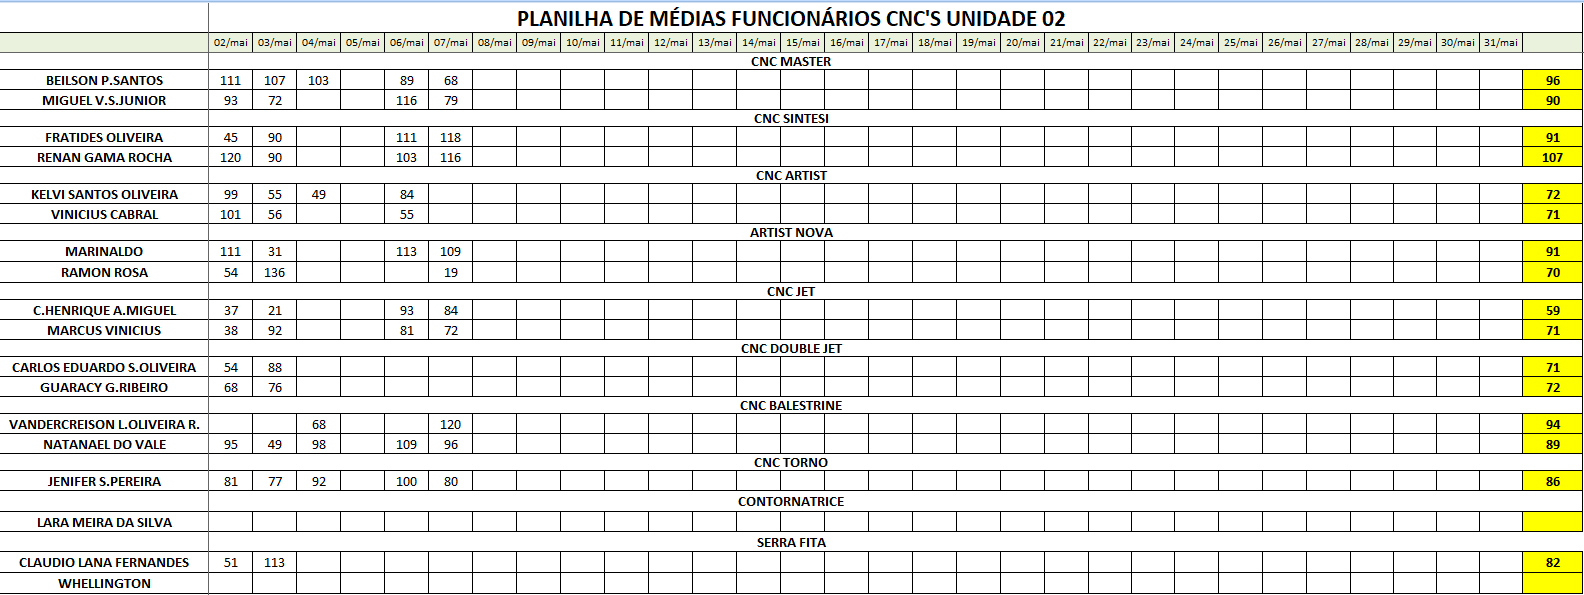 PLANILHA DE MÉDIAS FUNCIONÁRIOS CNC'S UNIDADE 02
02/mai 03/mai 04/mai 05/mai 06/mai 07/mai 08/mai 09/mai 10/mai 11/mai 12/mai 13/mai 14/mai 15/mai 16/mai 17/mai 18/mai 19/mai 20/mai 21/mai 22/mai 23/mai 24/mai 25/mai 26/mai 27/mai 28/mai 29/mai 30/mai 31/mai
CNC MASTER
BEILSON P.SANTOS 111 107 103 89 68 96
MIGUEL V.S.JUNIOR 93 72 116 79 90
CNC SINTESI
FRATIDES OLIVEIRA 45 90 111 118 91
RENAN GAMA ROCHA 120 90 103 116 107
CNC ARTIST
KELVI SANTOS OLIVEIRA 99 55 49 84 72
VINICIUS CABRAL 101 56 55 71
ARTIST NOVA
MARINALDO 111 31 113 109 91
RAMON ROSA 54 136 19 70
CNC JET
C.HENRIQUE A.MIGUEL 37 21 93 84 59
MARCUS VINICIUS 38 92 81 72 71
CNC DOUBLE JET
CARLOS EDUARDO S.OLIVEIRA 54 88 71
GUARACY G.RIBEIRO 68 76 72
CNC BALESTRINE
VANDERCREISON L.OLIVEIRA R. 68 120 94
NATANAEL DO VALE 95 49 98 109 96 89
CNC TORNO
JENIFER S.PEREIRA 81 77 92 100 80 86
CONTORNATRICE
LARA MEIRA DA SILVA
SERRA FITA
CLAUDIO LANA FERNANDES 51 113 82
WHELLINGTON